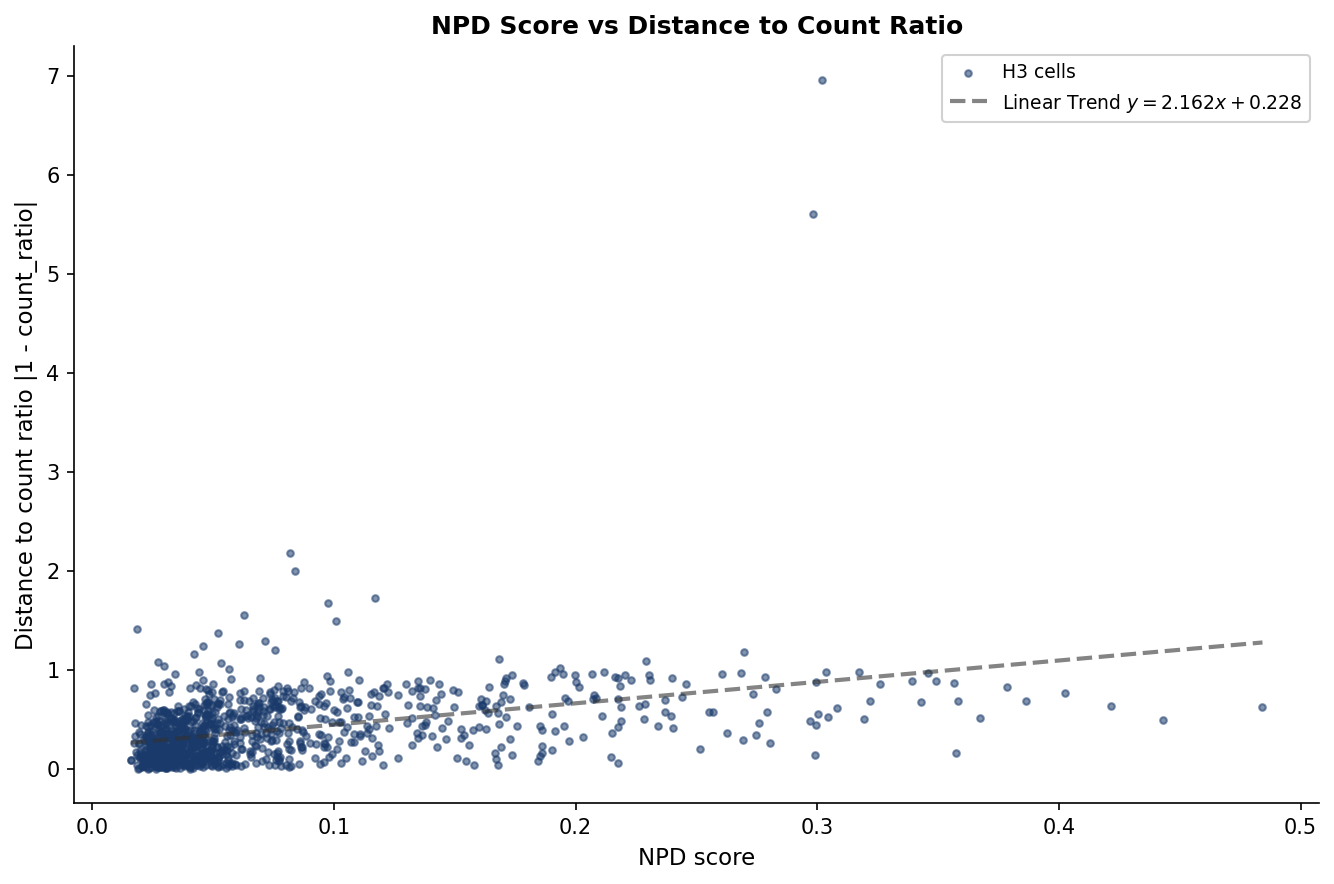 NPD Score vs Distance to Count Ratio
H3 cells
Linear Trend y = 2.162x + 0.228
Distance to count ratio |1 - count_ratio|
7
6
5
4
3
2
1
0
0.0 0.1 0.2 0.3 0.4 0.5
NPD score